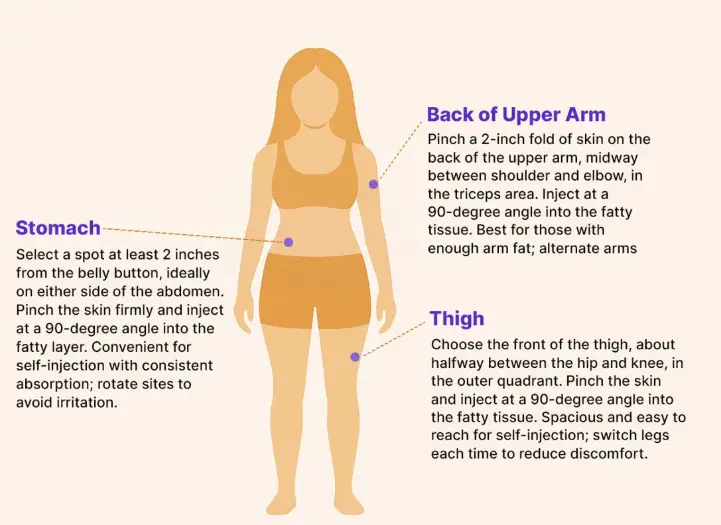 Back of Upper Arm
Pinch a 2-inch fold of skin on the
back of the upper arm, midway
between shoulder and elbow, in
the triceps area. Inject at a
90-degree angle into the fatty
tissue. Best for those with
enough arm fat; alternate arms
Stomach
Select a spot at least 2 inches
from the belly button, ideally
on either side of the abdomen.
Pinch the skin firmly and inject
at a 90-degree angle into the
fatty layer. Convenient for
self-injection with consistent
absorption; rotate sites to
avoid irritation.
Thigh
Choose the front of the thigh, about
halfway between the hip and knee, in
the outer quadrant. Pinch the skin
and inject at a 90-degree angle into
the fatty tissue. Spacious and easy to
reach for self-injection; switch legs
each time to reduce discomfort.